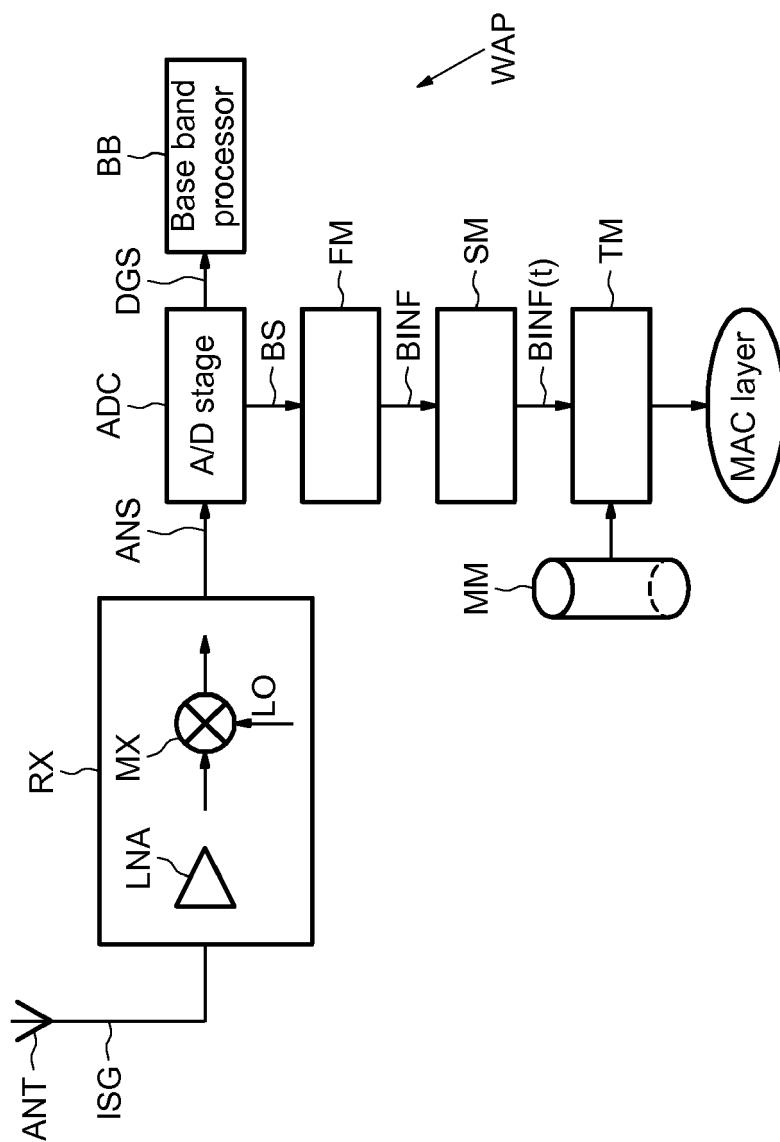 ANT
ISG
RX
LNA
MX
LO
ANS
ADC
A/D stage
DGS
BB
Base band
processor
BS
FM
BINF
SM
BINF(t)
TM
MM
MAC layer
WAP